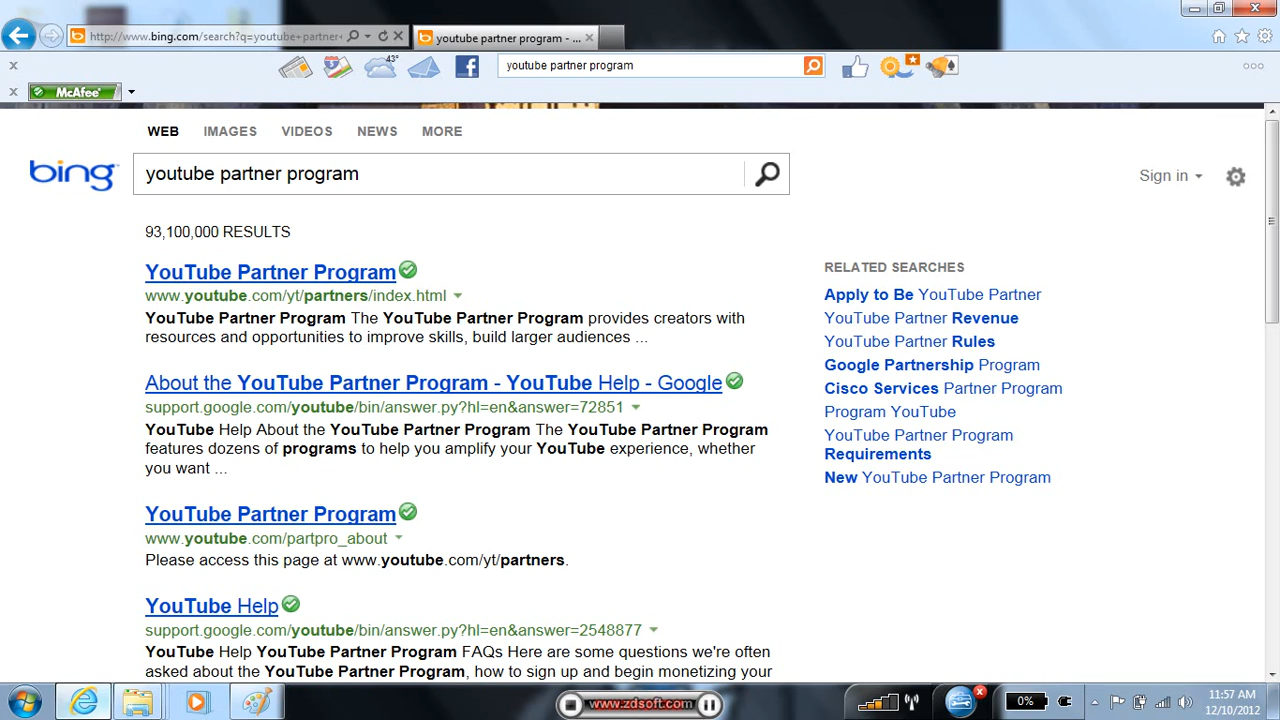 http://www.bing.com/search?q=youtube+partner+
youtube partner program - ...
43°
youtube partner program
McAfee
WEB IMAGES VIDEOS NEWS MORE
bing
youtube partner program
Sign in
93,100,000 RESULTS
YouTube Partner Program
www.youtube.com/yt/partners/index.html
YouTube Partner Program The YouTube Partner Program provides creators with
resources and opportunities to improve skills, build larger audiences ...
About the YouTube Partner Program - YouTube Help - Google
support.google.com/youtube/bin/answer.py?hl=en&answer=72851
YouTube Help About the YouTube Partner Program The YouTube Partner Program
features dozens of programs to help you amplify your YouTube experience, whether
you want ...
YouTube Partner Program
www.youtube.com/partpro_about
Please access this page at www.youtube.com/yt/partners.
YouTube Help
support.google.com/youtube/bin/answer.py?hl=en&answer=2548877
YouTube Help YouTube Partner Program FAQs Here are some questions we're often
asked about the YouTube Partner Program, how to sign up and begin monetizing your
RELATED SEARCHES
Apply to Be YouTube Partner
YouTube Partner Revenue
YouTube Partner Rules
Google Partnership Program
Cisco Services Partner Program
Program YouTube
YouTube Partner Program
Requirements
New YouTube Partner Program
www.zdsoft.com
0%
11:57 AM
12/10/2012